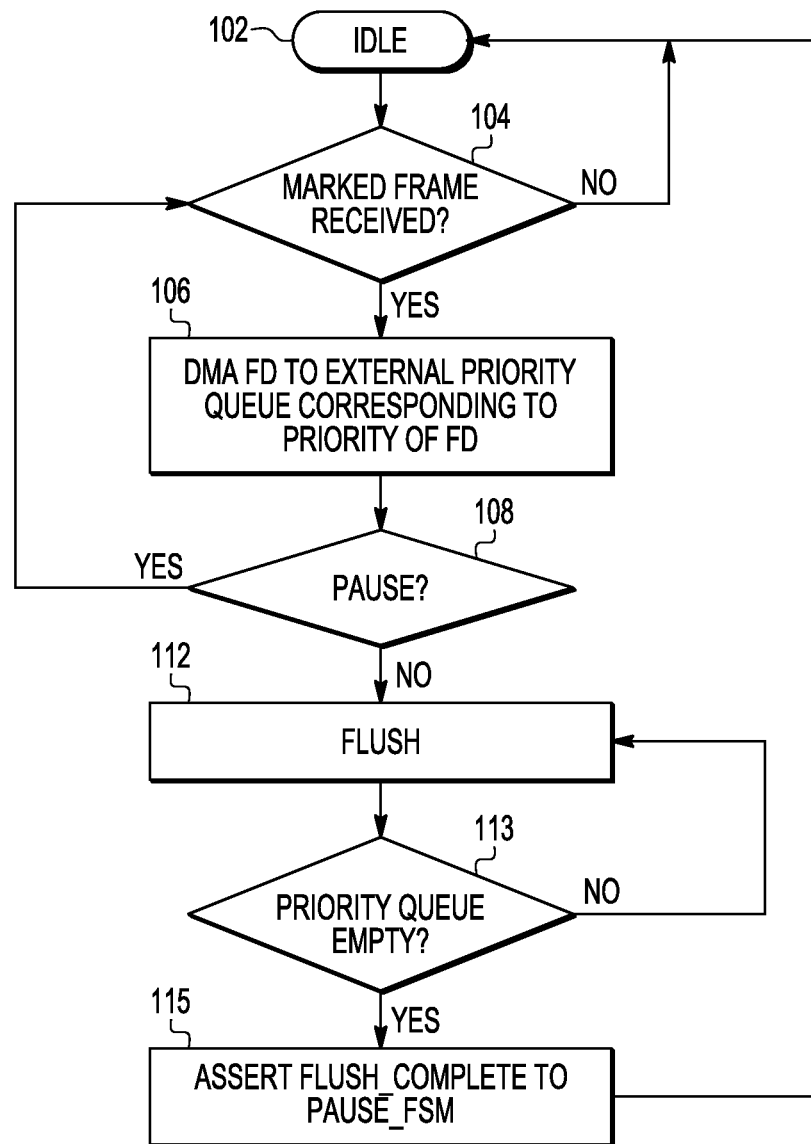 102
IDLE
104
MARKED FRAME
RECEIVED?
NO
YES
106
DMA FD TO EXTERNAL PRIORITY
QUEUE CORRESPONDING TO
PRIORITY OF FD
108
YES
PAUSE?
NO
112
FLUSH
113
NO
PRIORITY QUEUE
EMPTY?
YES
115
ASSERT FLUSH_COMPLETE TO
PAUSE_FSM